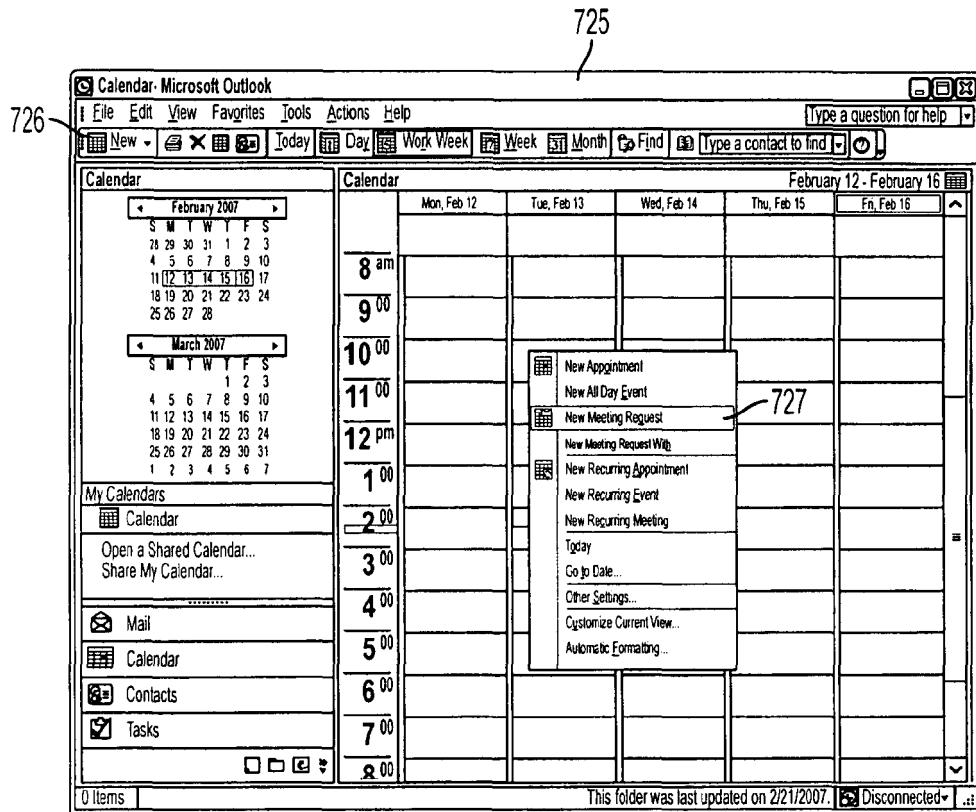 725
Calendar- Microsoft Outlook
File Edit View Favorites Tools Actions Help
Type a question for help
726
New Today Day Work Week Week Month Find Type a contact to find
Calendar
February 2007
S M T W T F S
28 29 30 31 1 2 3
4 5 6 7 8 9 10
11 12 13 14 15 16 17
18 19 20 21 22 23 24
25 26 27 28
March 2007
S M T W T F S
1 2 3
4 5 6 7 8 9 10
11 12 13 14 15 16 17
18 19 20 21 22 23 24
25 26 27 28 29 30 31
1 2 3 4 5 6 7
My Calendars
Calendar
Open a Shared Calendar...
Share My Calendar...
Mail
Calendar
Contacts
Tasks
Calendar February 12 - February 16
Mon, Feb 12 Tue, Feb 13 Wed, Feb 14 Thu, Feb 15 Fri, Feb 16
8 am
9 00
10 00
11 00
12 pm
1 00
2 00
3 00
4 00
5 00
6 00
7 00
8 00
New Appointment
New All Day Event
New Meeting Request
727
New Meeting Request With
New Recurring Appointment
New Recurring Event
New Recurring Meeting
Today
Go to Date...
Other Settings...
Customize Current View...
Automatic Formatting...
0 Items
This folder was last updated on 2/21/2007.
Disconnected